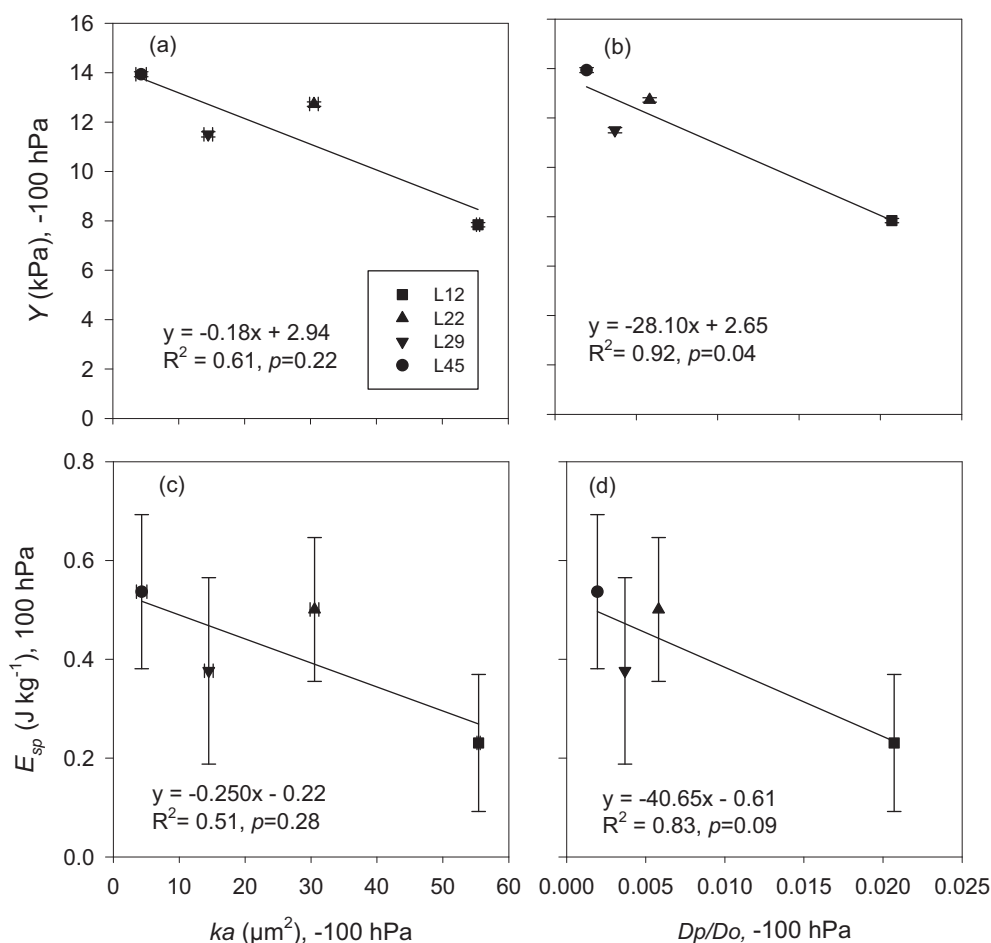 16
14
12
10
8
6
4
2
0
Y (kPa), -100 hPa
(a)
L12
L22
L29
L45
y = -0.18x + 2.94
R² = 0.61, p=0.22
(b)
y = -28.10x + 2.65
R²= 0.92, p=0.04
0.8
0.6
0.4
0.2
0.0
E_sp (J kg⁻¹), 100 hPa
(c)
y = -0.250x - 0.22
R²= 0.51, p=0.28
0 10 20 30 40 50 60
ka (µm²), -100 hPa
(d)
y = -40.65x - 0.61
R² = 0.83, p=0.09
0.000 0.005 0.010 0.015 0.020 0.025
Dp/Do, -100 hPa